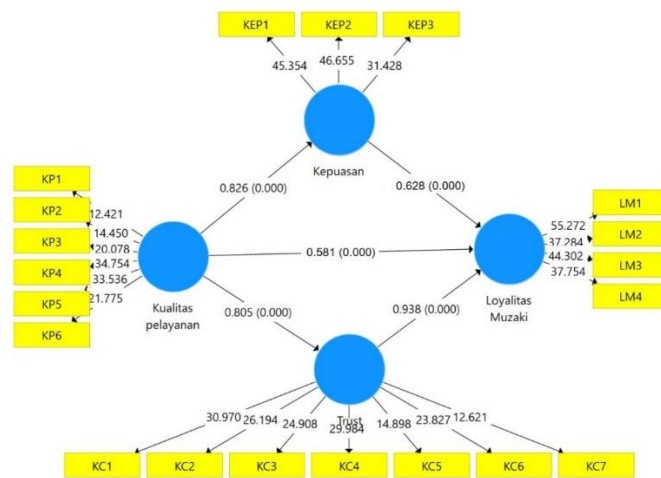 KEP1 KEP2 KEP3
45.354 46.655 31.428
Kepuasan
0.826 (0.000) 0.628 (0.000)
KP1
KP2
KP3
KP4
KP5
KP6
12.421
14.450
20.078
34.754
33.536
21.775
Kualitas
pelayanan
0.581 (0.000)
LM1
LM2
LM3
LM4
55.272
37.284
44.302
37.754
Loyalitas
Muzaki
0.805 (0.000) 0.938 (0.000)
Trust
30.970 26.194 24.908 29.984 14.898 23.827 12.621
KC1 KC2 KC3 KC4 KC5 KC6 KC7